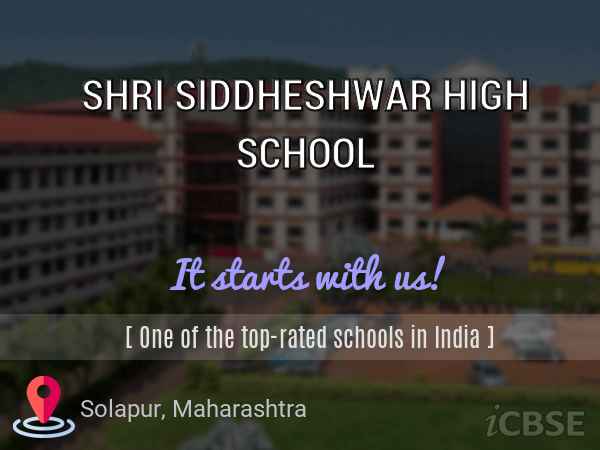 SHRI SIDDHESHWAR HIGH
SCHOOL
It starts with us!
[ One of the top-rated schools in India ]
Solapur, Maharashtra
iCBSE